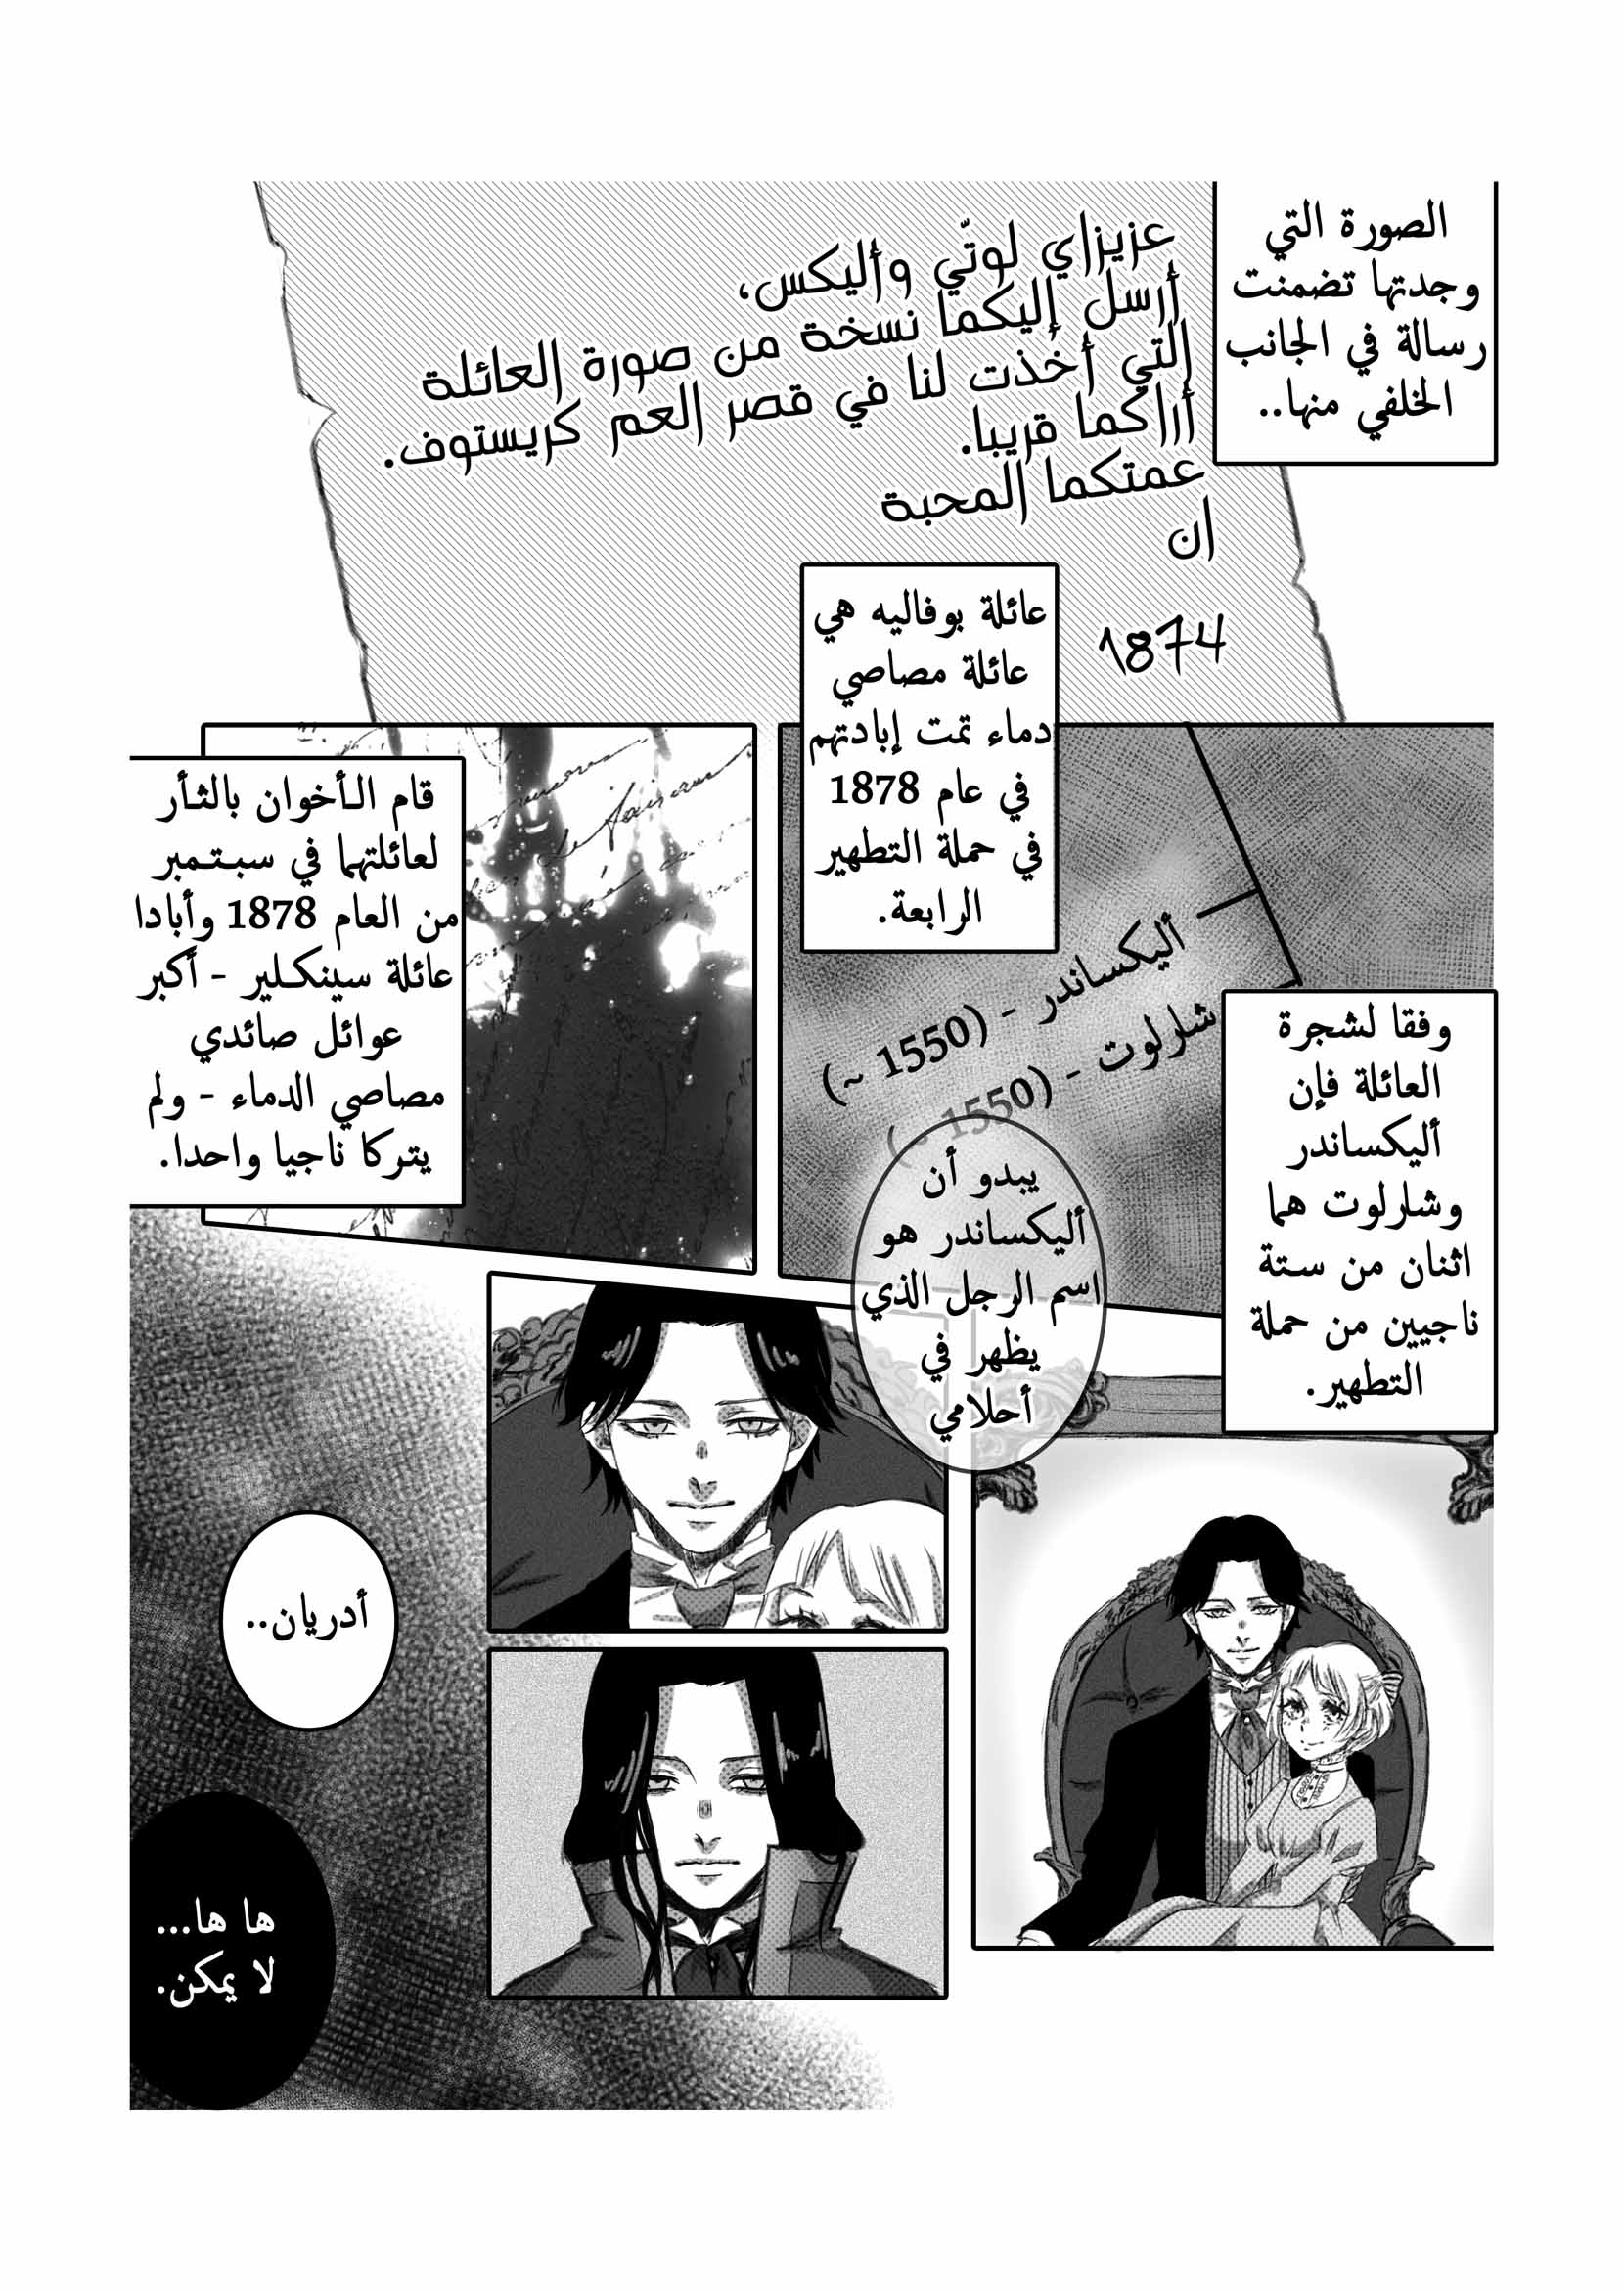 الصورة التي
وجدتها تضمنت
رسالة في الجانب
الخلفي منها..
عزيزاي لوتّي وأليكس،
أرسل إليكما نسخة من صورة العائلة
التي أخذت لنا في قصر العم كريستوف.
أراكما قريبا.
عمتكما المحبة
آن
1874
عائلة بوفاليه هي
عائلة مصاصي
دماء تمت إبادتهم
في عام 1878
في حملة التطهير
الرابعة.
أليكساندر - (1550 ~)
شارلوت - (1550 ~)
وفقا لشجرة
العائلة فإن
أليكساندر
وشارلوت هما
اثنان من ستة
ناجيين من حملة
التطهير.
قام الأخوان بالثأر
لعائلتهما في سبتمبر
من العام 1878 وأبادا
عائلة سينكلير - أكبر
عوائل صائدي
مصاصي الدماء - ولم
يتركا ناجيا واحدا.
يبدو أن
أليكساندر هو
اسم الرجل الذي
يظهر في
أحلامي
أدريان..
ها ها...
لا يمكن.